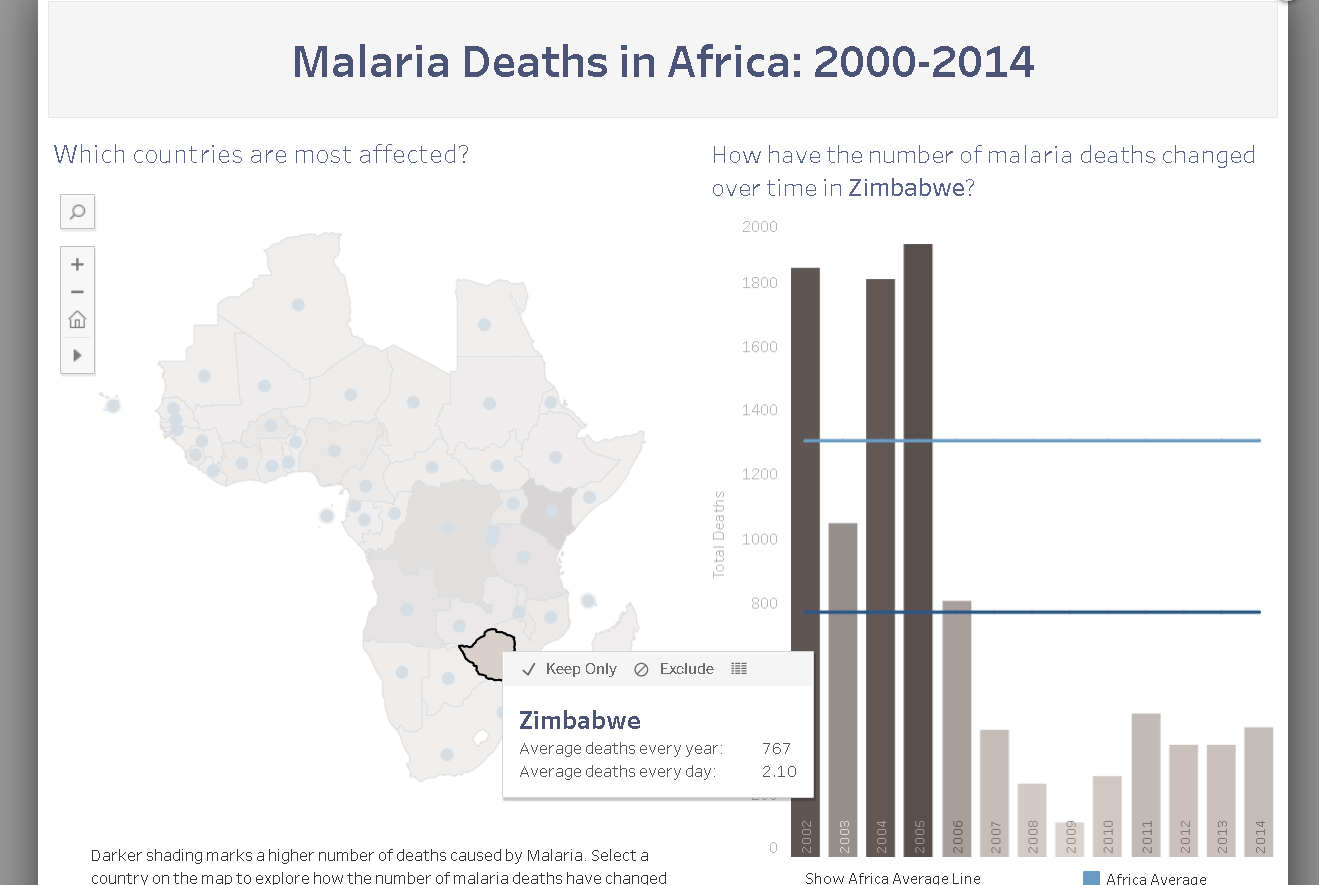 Malaria Deaths in Africa: 2000-2014
Which countries are most affected?
How have the number of malaria deaths changed
over time in Zimbabwe?
2000
1800
1600
1400
1200
1000
800
0
Total Deaths
Keep Only
Exclude
Zimbabwe
Average deaths every year: 767
Average deaths every day: 2.10
2002
2003
2004
2005
2006
2007
2008
2009
2010
2011
2012
2013
2014
Darker shading marks a higher number of deaths caused by Malaria. Select a
country on the map to explore how the number of malaria deaths have changed
Show Africa Average Line
Africa Average